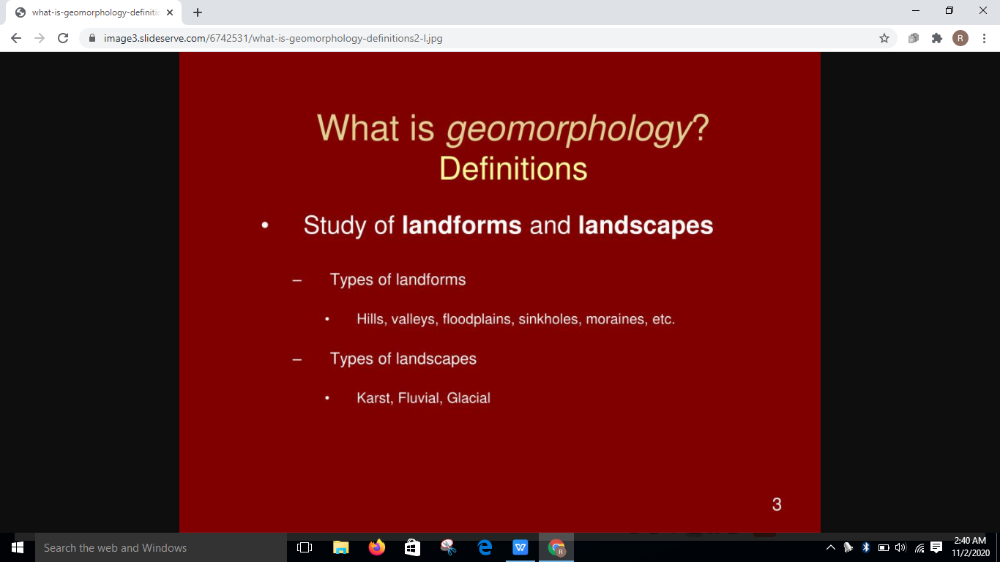 what-is-geomorphology-definitio
image3.slideserve.com/6742531/what-is-geomorphology-definitions2-l.jpg
R
What is geomorphology?
Definitions
• Study of landforms and landscapes
– Types of landforms
• Hills, valleys, floodplains, sinkholes, moraines, etc.
– Types of landscapes
• Karst, Fluvial, Glacial
3
Search the web and Windows
R
2:40 AM
11/2/2020